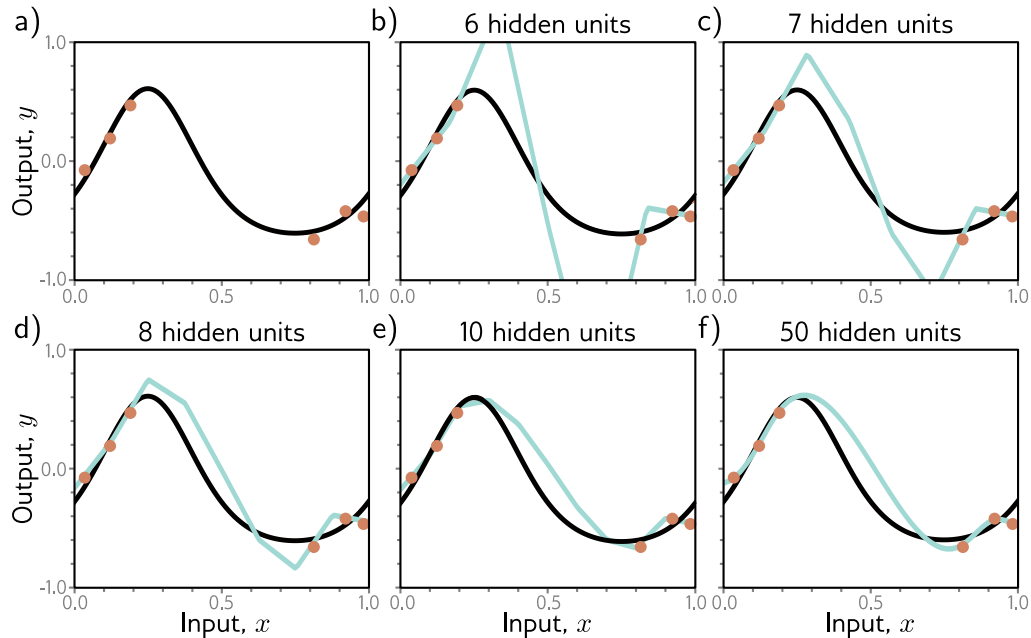 a)
b) 6 hidden units
c) 7 hidden units
Output, y
1.0
0.0
-1.0
0.0 0.5 1.0
0.0 0.5 1.0
0.0 0.5 1.0
d) 8 hidden units
e) 10 hidden units
f) 50 hidden units
Output, y
1.0
0.0
-1.0
0.0 0.5 1.0
0.0 0.5 1.0
0.0 0.5 1.0
Input, x
Input, x
Input, x